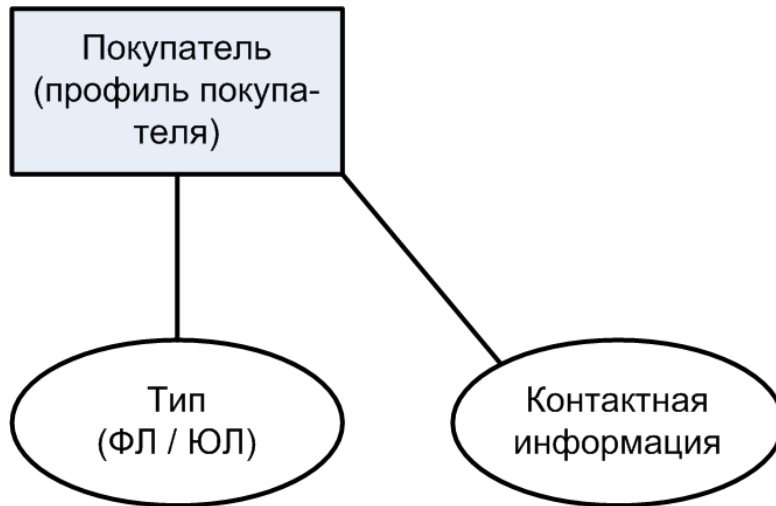 Покупатель
(профиль покупа-
теля)
Тип
(ФЛ / ЮЛ)
Контактная
информация